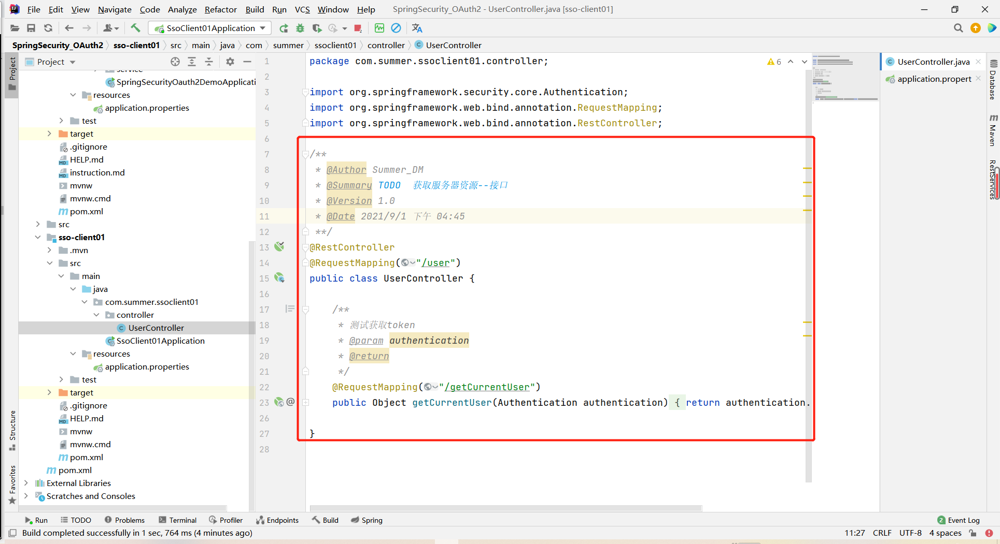 File Edit View Navigate Code Analyze Refactor Build Run VCS Window Help SpringSecurity_OAuth2 - UserController.java [sso-client01]
SsoClient01Application
SpringSecurity_OAuth2 sso-client01 src main java com summer ssoclient01 controller UserController
Project
Project
SpringSecurityOauth2DemoApplicati
resources
application.properties
test
target
.gitignore
HELP.md
instruction.md
mvnw
mvnw.cmd
pom.xml
src
sso-client01
.mvn
src
main
java
com.summer.ssoclient01
controller
UserController
SsoClient01Application
resources
application.properties
test
target
.gitignore
HELP.md
mvnw
mvnw.cmd
pom.xml
pom.xml
External Libraries
Scratches and Consoles
Structure
Favorites
1 package com.summer.ssoclient01.controller;
2
3 import org.springframework.security.core.Authentication;
4 import org.springframework.web.bind.annotation.RequestMapping;
5 import org.springframework.web.bind.annotation.RestController;
6
7 /**
8 * @Author Summer_DM
9 * @Summary TODO 获取服务器资源--接口
10 * @Version 1.0
11 * @Date 2021/9/1 下午 04:45
12 **/
13 @RestController
14 @RequestMapping("/user")
15 public class UserController {
16
17 /**
18 * 测试获取token
19 * @param authentication
20 * @return
21 */
22 @RequestMapping("/getCurrentUser")
23 public Object getCurrentUser(Authentication authentication) { return authentication.
26
27 }
28
6
UserController.java
application.propert
Database
Maven
RestServices
Run TODO Problems Terminal Profiler Endpoints Build Spring 2 Event Log
Build completed successfully in 1 sec, 764 ms (4 minutes ago) 11:27 CRLF UTF-8 4 spaces